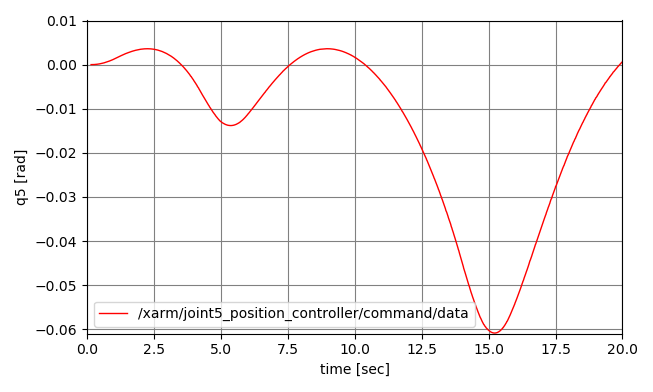 0.01
0.00
−0.01
−0.02
−0.03
−0.04
−0.05
−0.06
q5 [rad]
/xarm/joint5_position_controller/command/data
0.0 2.5 5.0 7.5 10.0 12.5 15.0 17.5 20.0
time [sec]